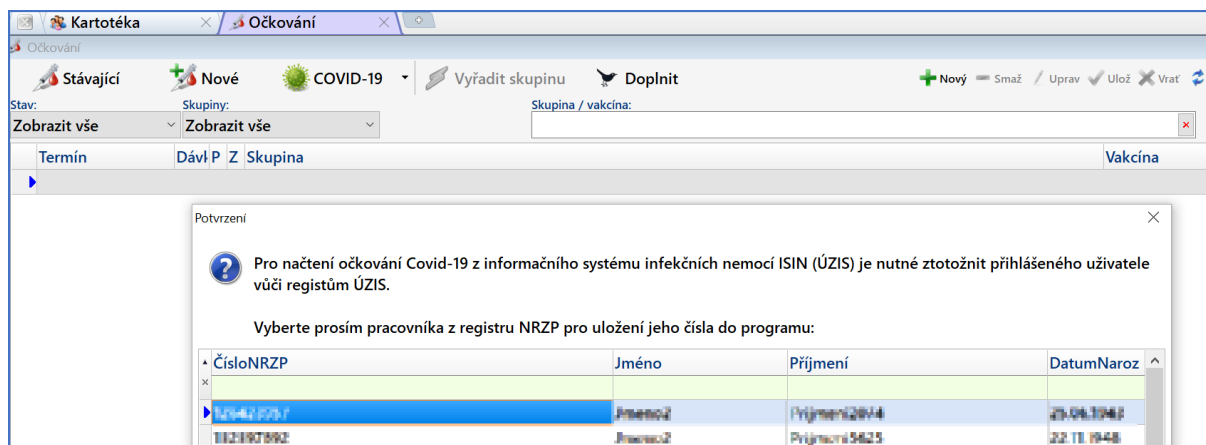 Kartotéka
Očkování
Očkování
Stávající Nové COVID-19 Vyřadit skupinu Doplnit Nový Smaž Uprav Ulož Vrať
Stav: Skupiny: Skupina / vakcína:
Zobrazit vše Zobrazit vše
Termín Dávk P Z Skupina Vakcína
Potvrzení
Pro načtení očkování Covid-19 z informačního systému infekčních nemocí ISIN (ÚZIS) je nutné ztotožnit přihlášeného uživatele
vůči registům ÚZIS.
Vyberte prosím pracovníka z registru NRZP pro uložení jeho čísla do programu:
ČísloNRZP Jméno Příjmení DatumNaroz